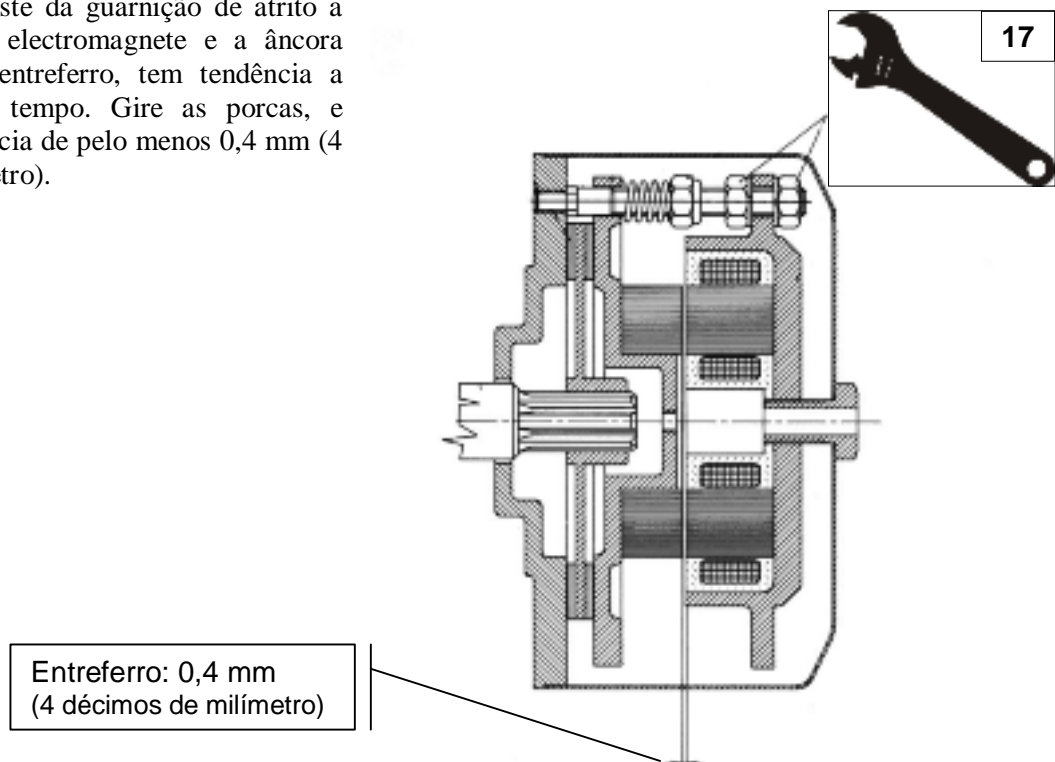 ste da guarnição de atrito a
electromagnete e a âncora
entreferro, tem tendência a
tempo. Gire as porcas, e
cia de pelo menos 0,4 mm (4
tro).
17
Entreferro: 0,4 mm
(4 décimos de milímetro)